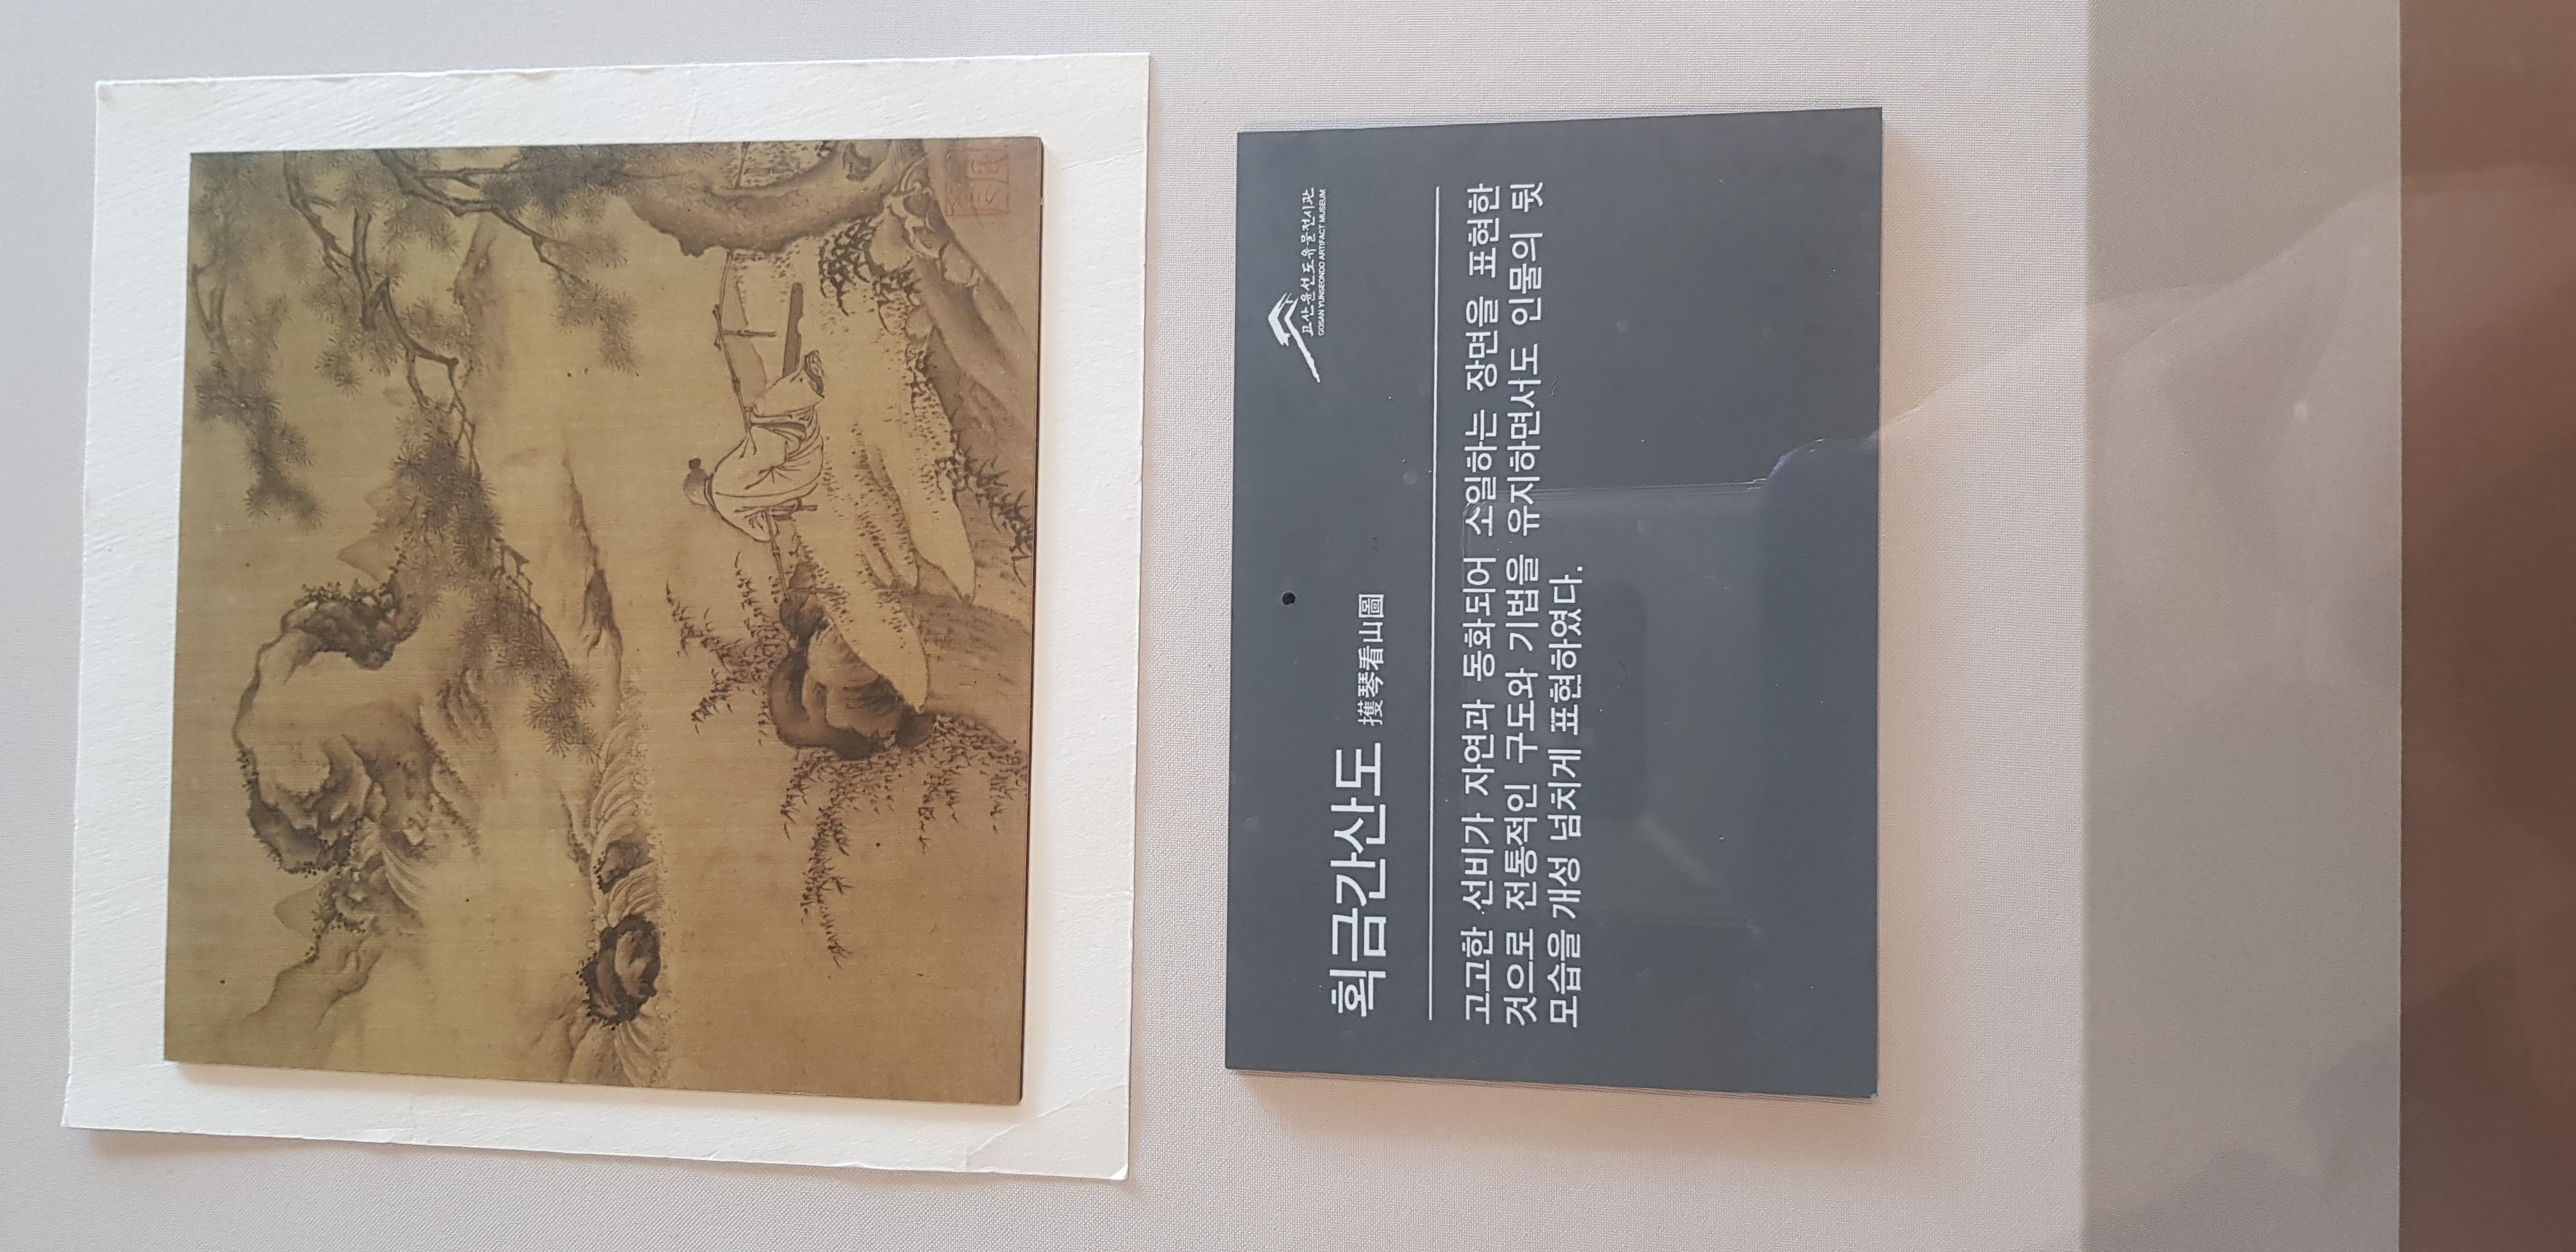 고산윤선도유물전시관
GOSAN YUNSEONDO ARTIFACT MUSEUM
획금간산도 擭琴看山圖
고고한 선비가 자연과 동화되어 소일하는 장면을 표현한
것으로 전통적인 구도와 기법을 유지하면서도 인물의 뒷
모습을 개성 넘치게 표현하였다.